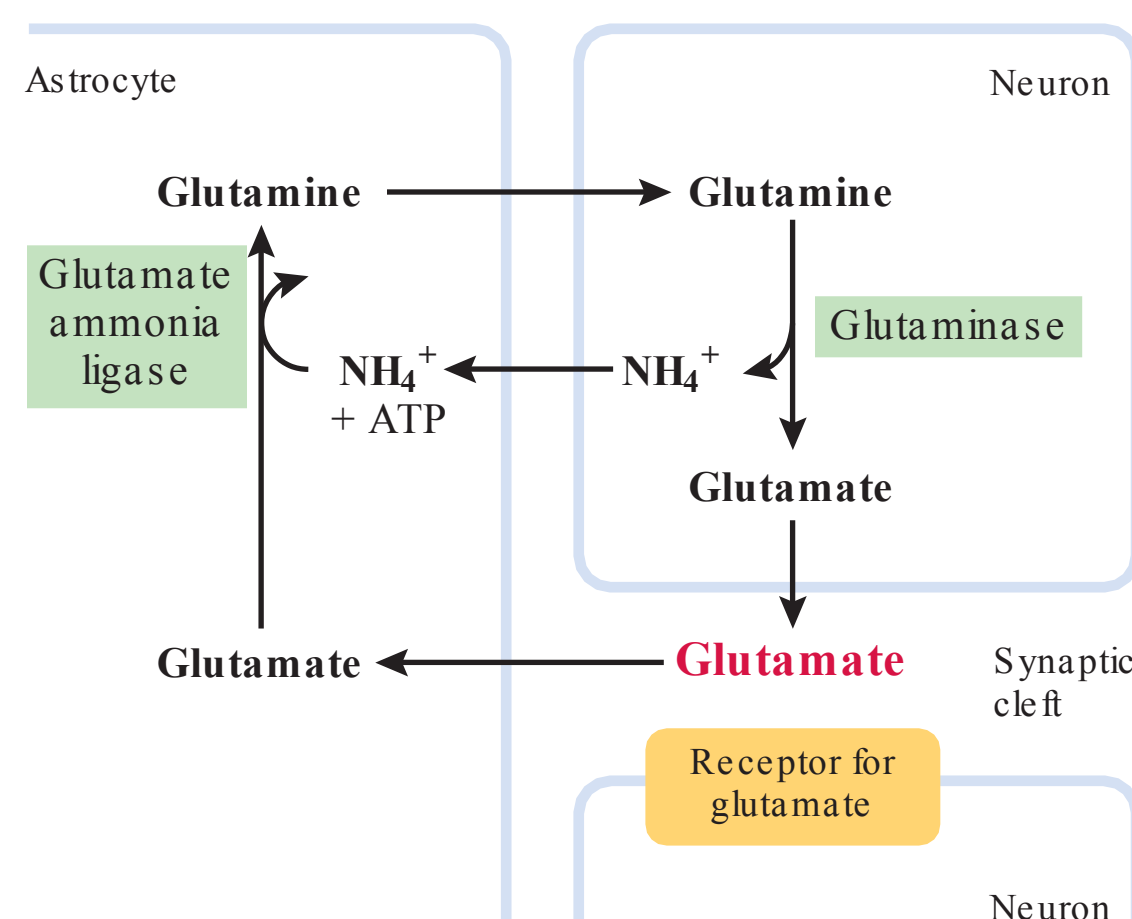 Astrocyte
Neuron
Glutamine
Glutamine
Glutamate
ammonia
ligase
Glutaminase
NH₄⁺
+ ATP
NH₄⁺
Glutamate
Glutamate
Glutamate
Synaptic
cleft
Receptor for
glutamate
Neuron